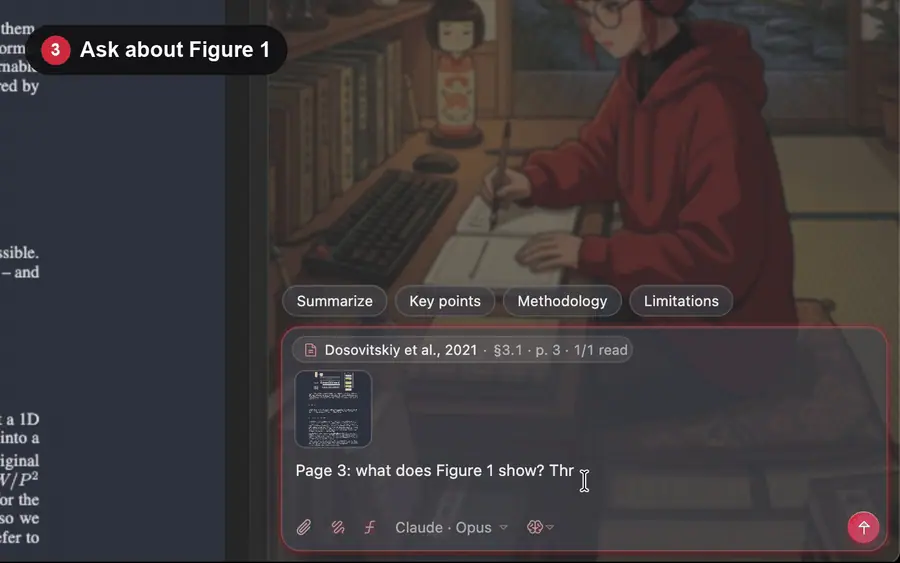 them
3 Ask about Figure 1
orm
rnable
red by
ssible.
– and
Summarize Key points Methodology Limitations
Dosovitskiy et al., 2021 · §3.1 · p. 3 · 1/1 read
t a 1D
into a
iginal
W/P²
or the
so we
efer to
Page 3: what does Figure 1 show? Thr
Claude · Opus